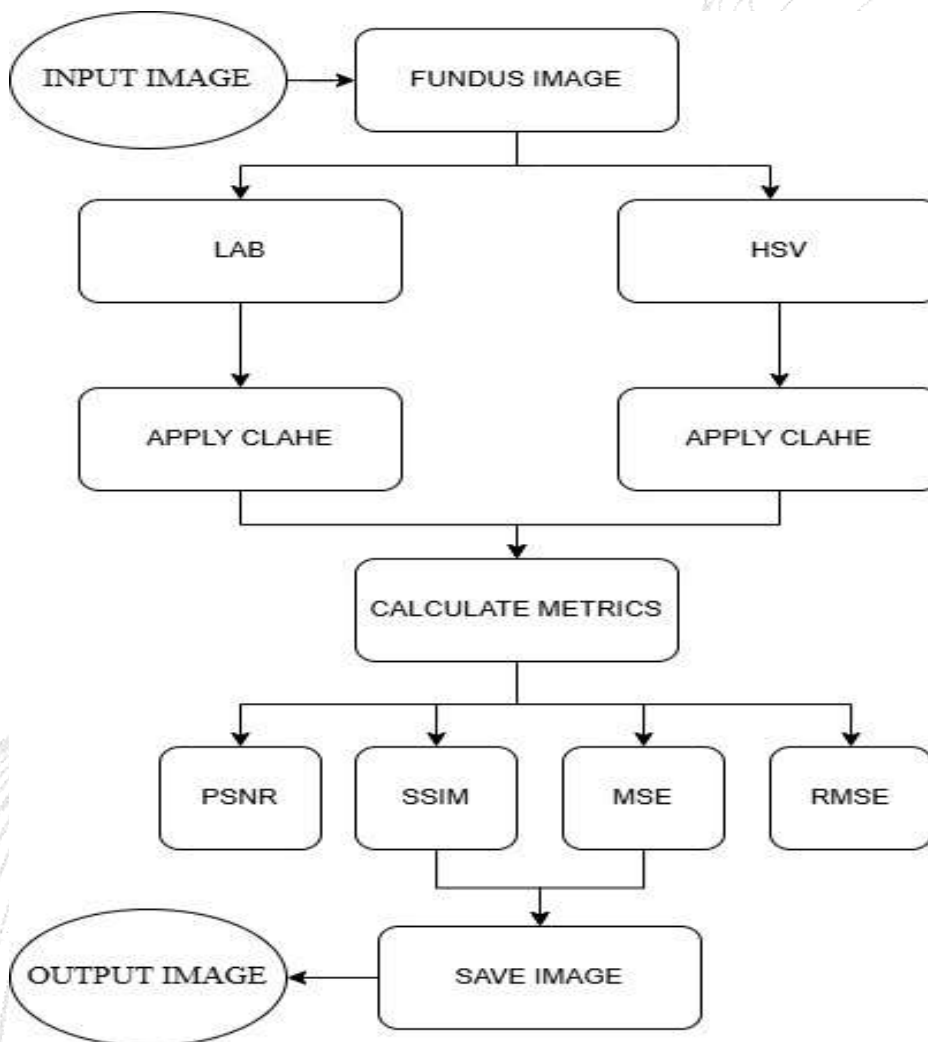 INPUT IMAGE
FUNDUS IMAGE
LAB
HSV
APPLY CLAHE
APPLY CLAHE
CALCULATE METRICS
PSNR
SSIM
MSE
RMSE
OUTPUT IMAGE
SAVE IMAGE